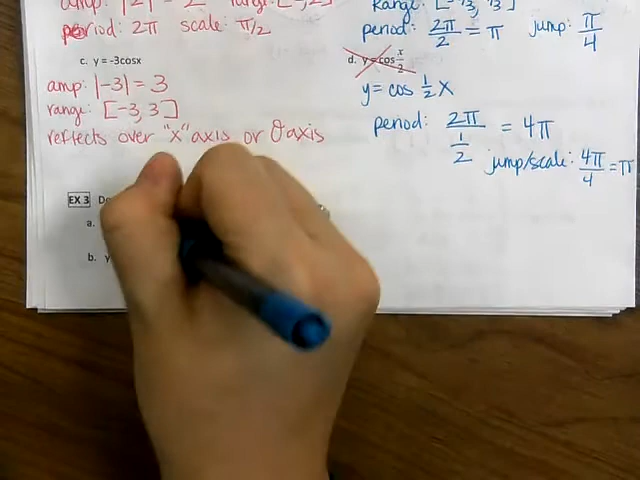 amp: |2| = 2 range: [-2,2]
period: 2π scale: π/2
c. y = -3cosx
amp: |-3| = 3
range: [-3, 3]
reflects over "x" axis or θ axis
EX 3
a.
b. y
Range:
period: 2π/2 = π jump: π/4
d. y = cos x/2
y = cos 1/2 x
period: 2π/(1/2) = 4π
jump/scale: 4π/4 = π